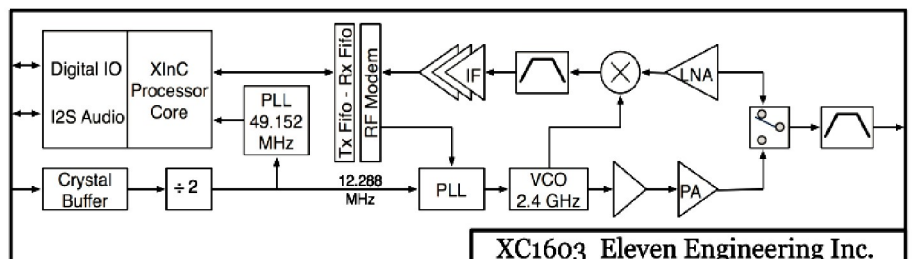 Digital IO
I2S Audio
XInC
Processor
Core
PLL
49.152
MHz
Tx Fifo - Rx Fifo
RF Modem
IF
LNA
Crystal
Buffer
÷2
12.288
MHz
PLL
VCO
2.4 GHz
PA
XC1603 Eleven Engineering Inc.